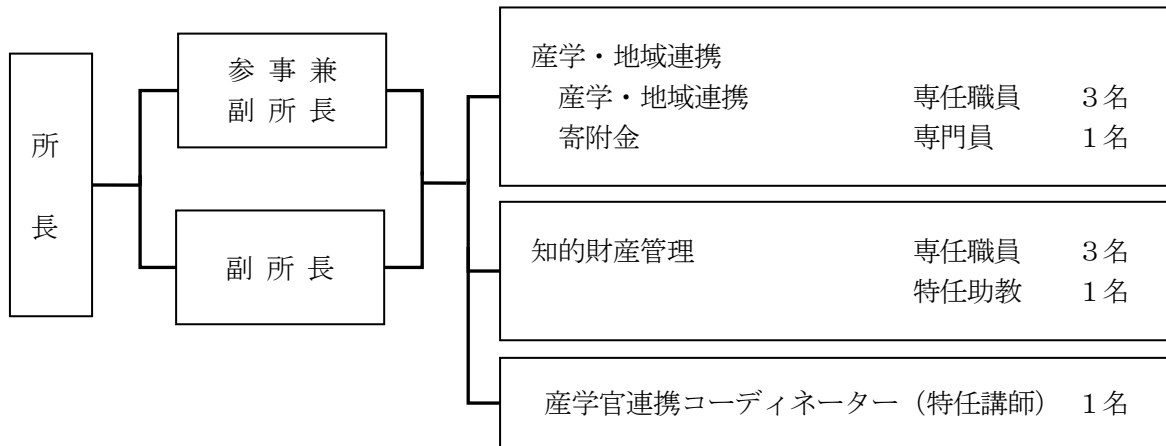 所
長
参 事 兼
副 所 長
副 所 長
産学・地域連携
産学・地域連携 専任職員 ３名
寄附金 専門員 １名
知的財産管理 専任職員 ３名
特任助教 １名
産学官連携コーディネーター（特任講師） １名